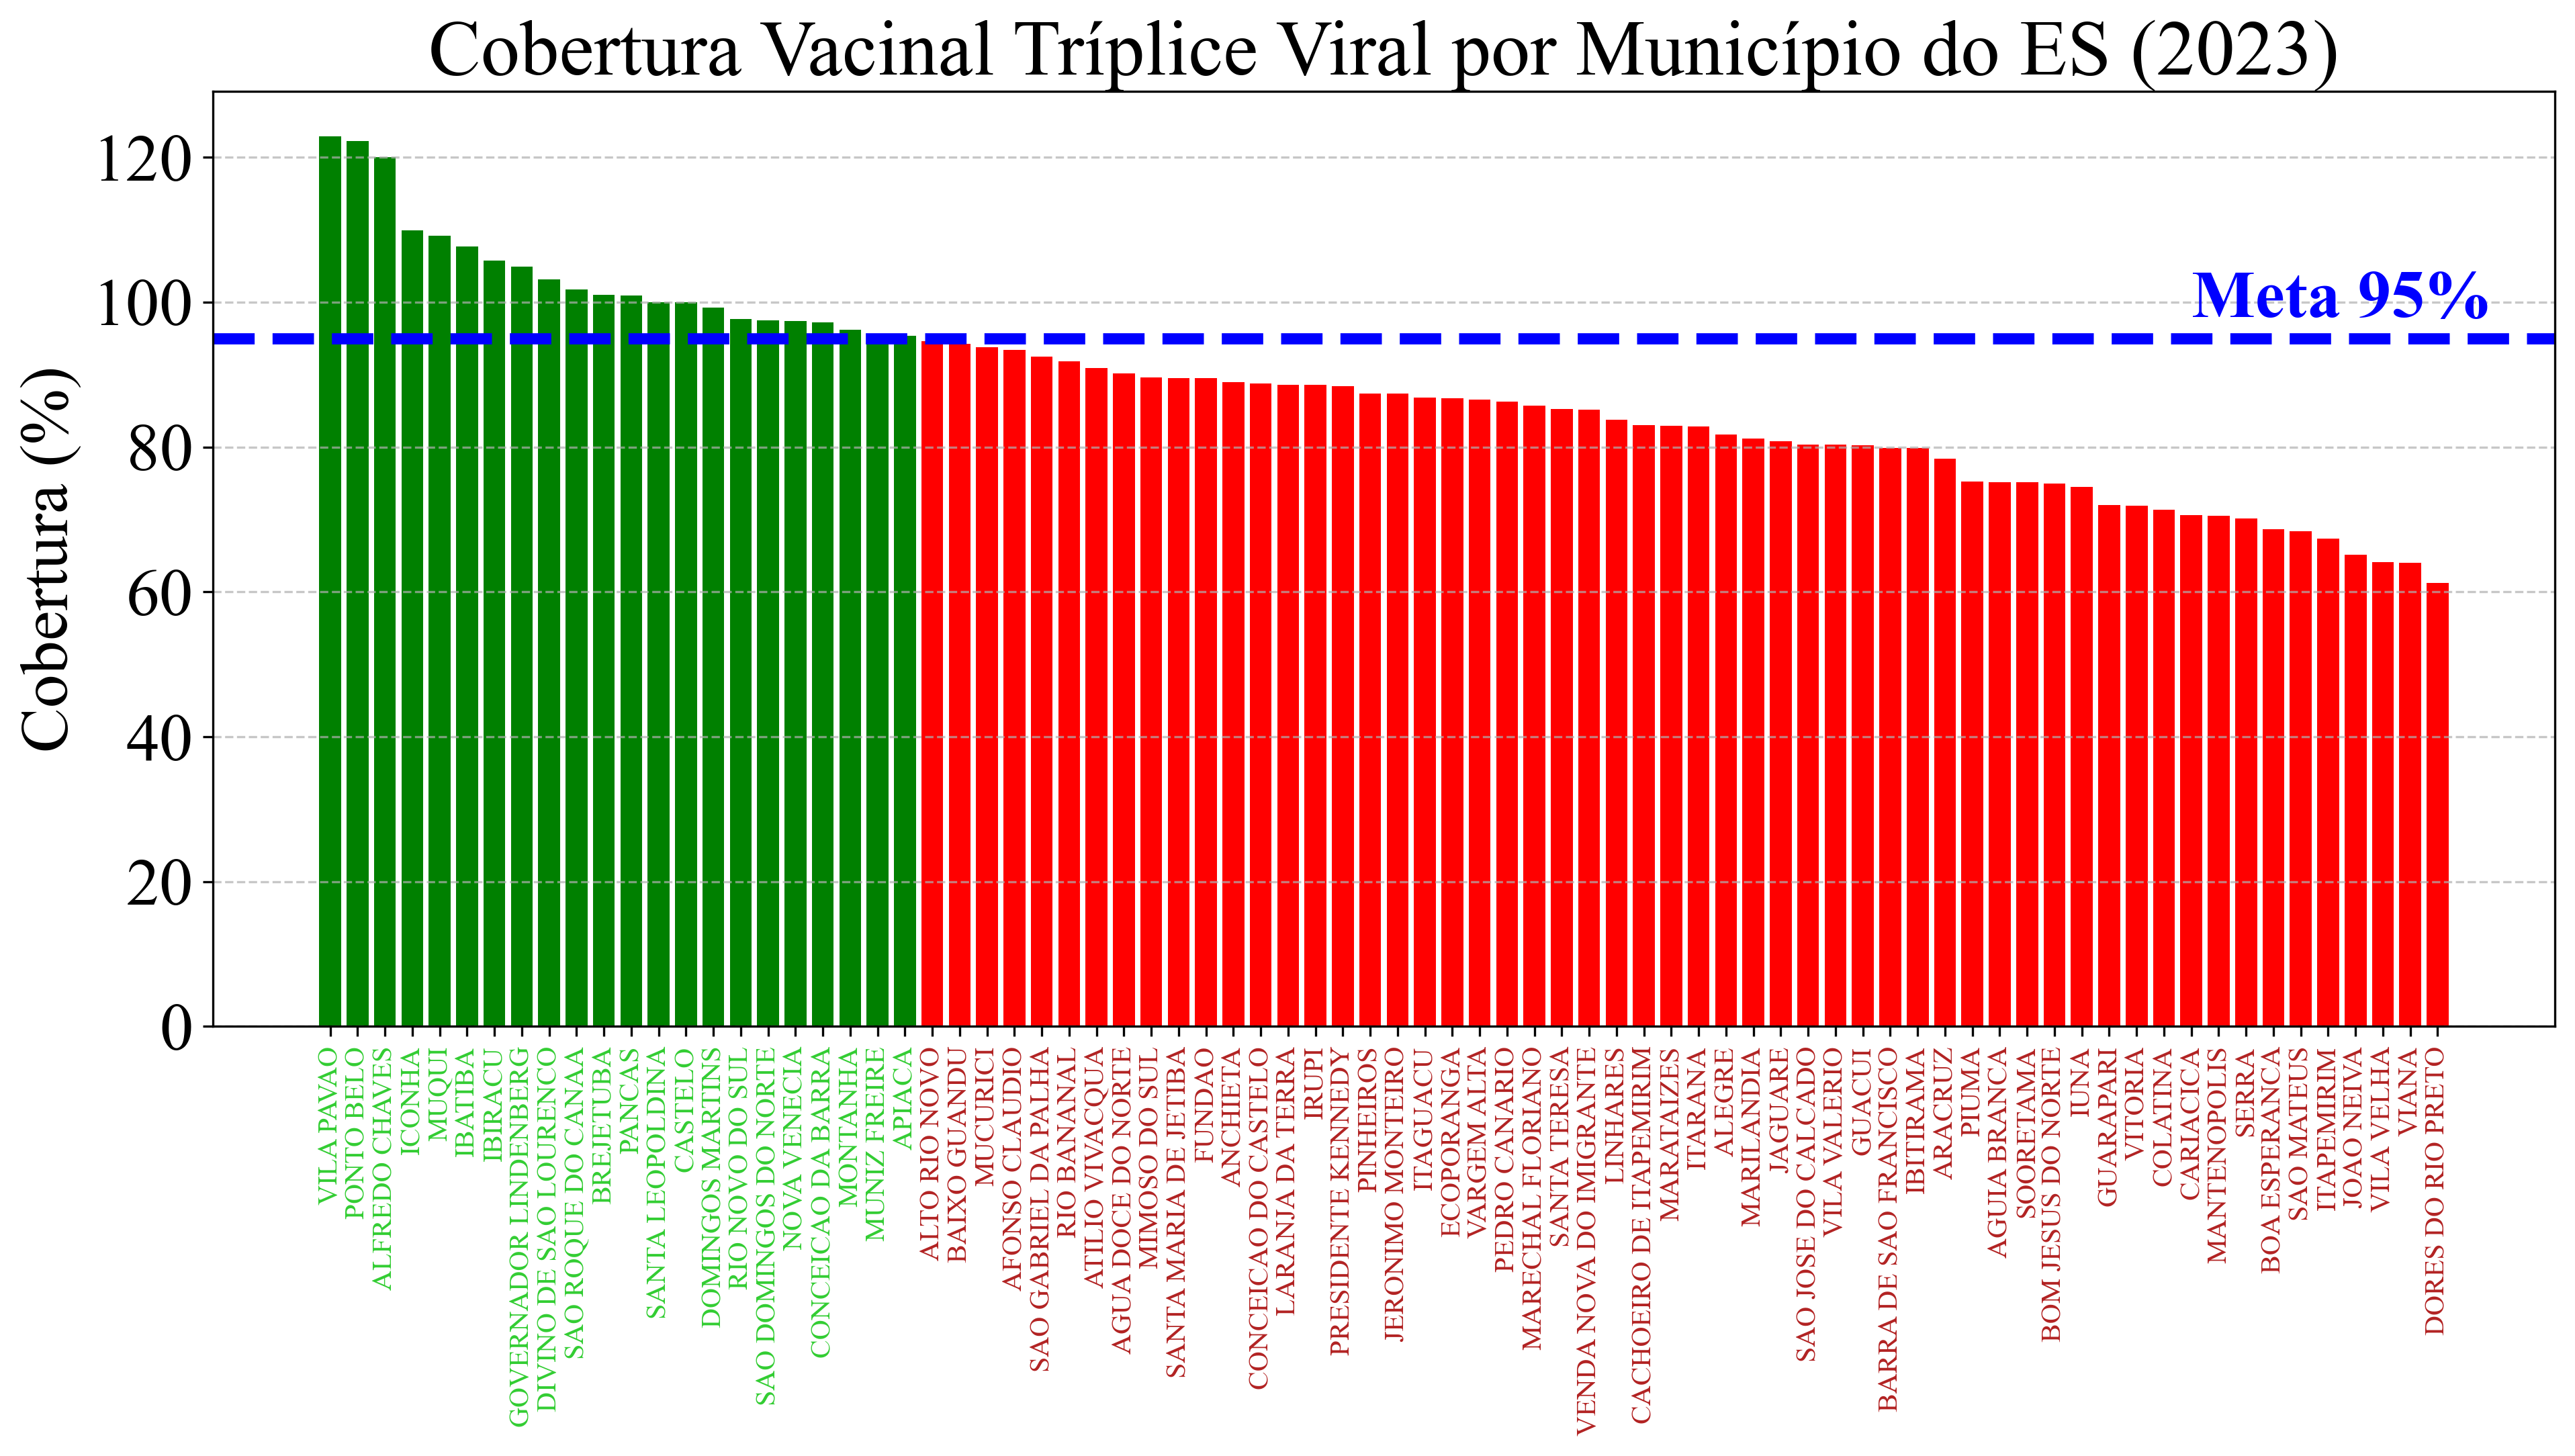 Cobertura Vacinal Tríplice Viral por Município do ES (2023)
Cobertura (%)
120
100
80
60
40
20
0
Meta 95%
VILA PAVAO
PONTO BELO
ALFREDO CHAVES
ICONHA
MUQUI
IBATIBA
IBIRACU
GOVERNADOR LINDENBERG
DIVINO DE SAO LOURENCO
SAO ROQUE DO CANAA
BREJETUBA
PANCAS
SANTA LEOPOLDINA
CASTELO
DOMINGOS MARTINS
RIO NOVO DO SUL
SAO DOMINGOS DO NORTE
NOVA VENECIA
CONCEICAO DA BARRA
MONTANHA
MUNIZ FREIRE
APIACA
ALTO RIO NOVO
BAIXO GUANDU
MUCURICI
AFONSO CLAUDIO
SAO GABRIEL DA PALHA
RIO BANANAL
ATILIO VIVACQUA
AGUA DOCE DO NORTE
MIMOSO DO SUL
SANTA MARIA DE JETIBA
FUNDAO
ANCHIETA
CONCEICAO DO CASTELO
LARANJA DA TERRA
IRUPI
PRESIDENTE KENNEDY
PINHEIROS
JERONIMO MONTEIRO
ITAGUACU
ECOPORANGA
VARGEM ALTA
PEDRO CANARIO
MARECHAL FLORIANO
SANTA TERESA
VENDA NOVA DO IMIGRANTE
LINHARES
CACHOEIRO DE ITAPEMIRIM
MARATAIZES
ITARANA
ALEGRE
MARILANDIA
JAGUARE
SAO JOSE DO CALCADO
VILA VALERIO
GUACUI
BARRA DE SAO FRANCISCO
IBITIRAMA
ARACRUZ
PIUMA
AGUIA BRANCA
SOORETAMA
BOM JESUS DO NORTE
IUNA
GUARAPARI
VITORIA
COLATINA
CARIACICA
MANTENOPOLIS
SERRA
BOA ESPERANCA
SAO MATEUS
ITAPEMIRIM
JOAO NEIVA
VILA VELHA
VIANA
DORES DO RIO PRETO